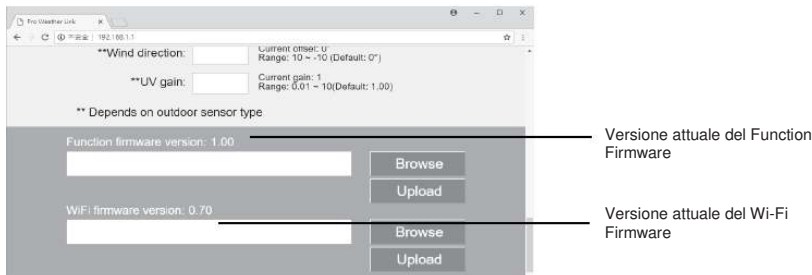 Pro Weather Link
不安全 | 192.168.1.1
**Wind direction:
Current offset: 0°
Range: 10 ~ -10 (Default: 0°)
**UV gain:
Current gain: 1
Range: 0.01 ~ 10(Default: 1.00)
** Depends on outdoor sensor type
Function firmware version: 1.00
Browse
Upload
WiFi firmware version: 0.70
Browse
Upload
Versione attuale del Function
Firmware
Versione attuale del Wi-Fi
Firmware